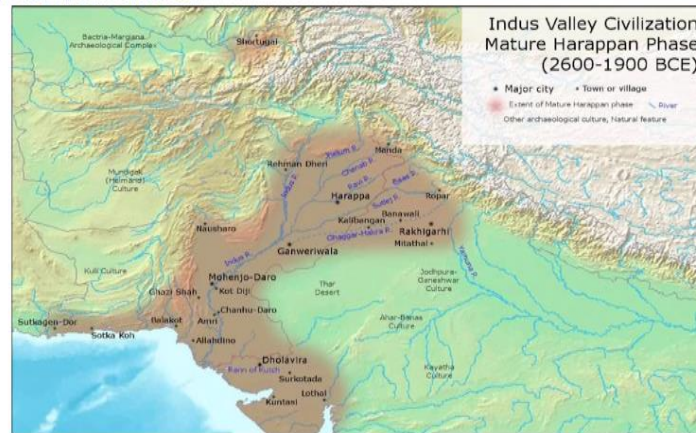 Indus Valley Civilization
Mature Harappan Phase
(2600-1900 BCE)
Major city
Town or village
Extent of Mature Harappan phase
River
Other archaeological culture, Natural feature
Bactria-Margiana
Archaeological Complex
Shortugai
Manda
Jhelum R.
Rehman Dheri
Chenab R.
Ravi R.
Beas R.
Indus R.
Mundigak
(Helmand)
Culture
Ropar
Harappa
Sutlej R.
Banawali
Kalibangan
Nausharo
Rakhigarhi
Ghaggar-Hakra R.
Mitathal
Ganweriwala
Indus R.
Yamuna R.
Kulli Culture
Mohenjo-Daro
Kot Diji
Jodhpura-
Ganeshwar
Culture
Thar
Desert
Ghazi Shah
Chanhu-Daro
Amri
Ahar-Banas
Culture
Sutkagen-Dor
Sotka Koh
Balakot
Allahdino
Dholavira
Rann of Kutch
Surkotada
Kayatha
Culture
Lothal
Kuntasi